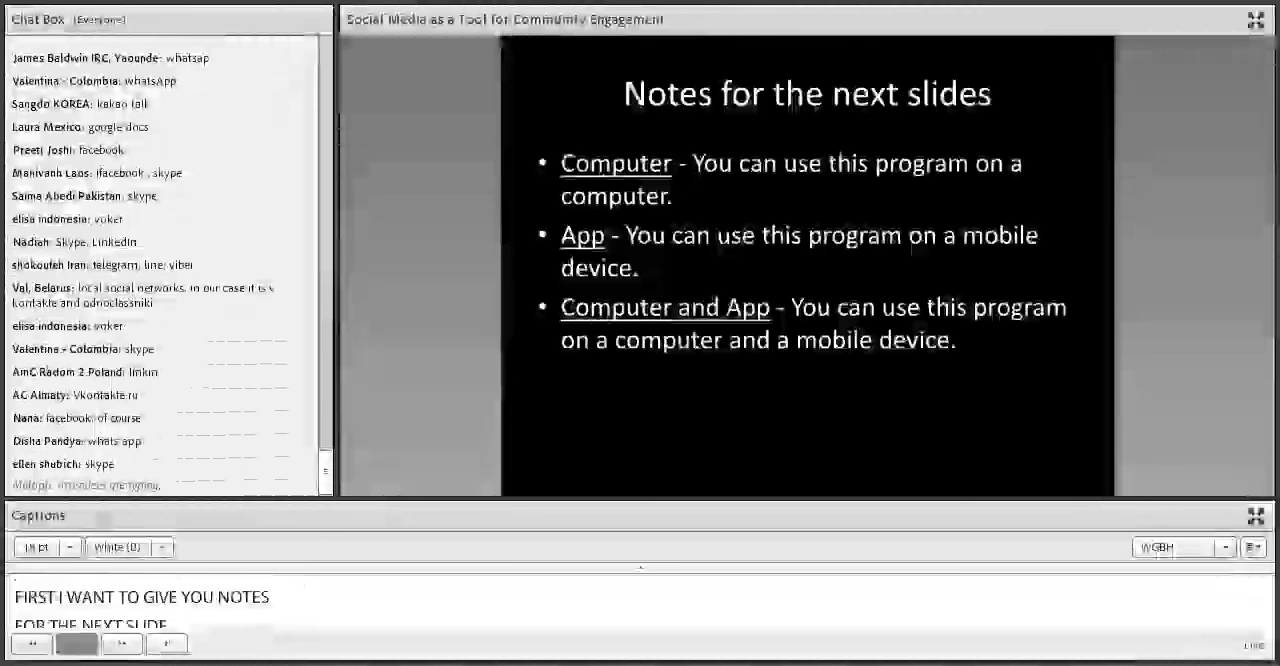 Chat Box (Everyone)
James Baldwin IRC, Yaounde: whatsap
Valentina - Colombia: whatsApp
Sangdo KOREA: kakao talk
Laura Mexico: google docs
Preeti Joshi: facebook
Manivanh Laos: facebook , skype
Saima Abedi Pakistan: skype
elisa indonesia: voker
Nadiah: Skype, LinkedIn
shokoufeh Iran: telegram, line, viber
Val, Belarus: local social networks. in our case it is v
kontakte and odnoclassniki
elisa indonesia: voker
Valentina - Colombia: skype
AmC Radom 2 Poland: linkin
AC Almaty: Vkontakte.ru
Nana: facebook of course
Disha Pandya: whats app
ellen shubich: skype
Social Media as a Tool for Community Engagement
Notes for the next slides
• Computer - You can use this program on a
computer.
• App - You can use this program on a mobile
device.
• Computer and App - You can use this program
on a computer and a mobile device.
Captions
18 pt
White (B)
WGBH
FIRST I WANT TO GIVE YOU NOTES
FOR THE NEXT SLIDE
LIVE